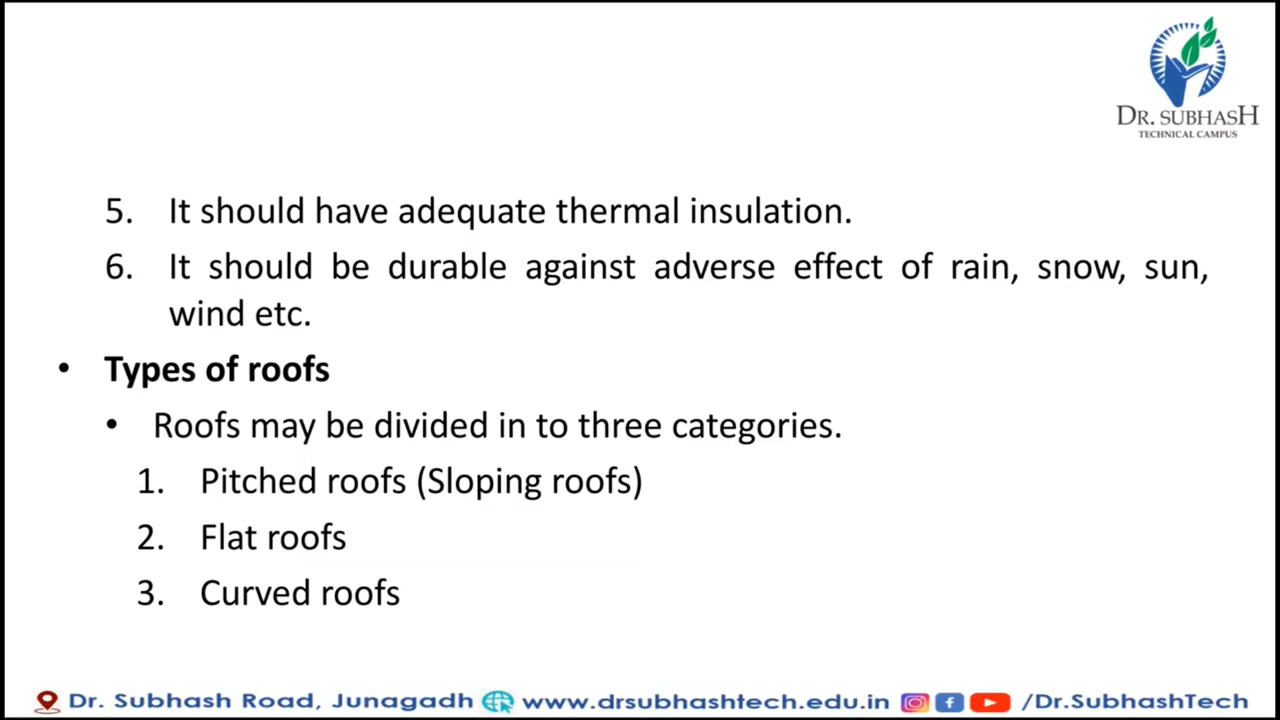 DR. SUBHASH
TECHNICAL CAMPUS
5. It should have adequate thermal insulation.
6. It should be durable against adverse effect of rain, snow, sun,
wind etc.
• Types of roofs
• Roofs may be divided in to three categories.
1. Pitched roofs (Sloping roofs)
2. Flat roofs
3. Curved roofs
Dr. Subhash Road, Junagadh www.drsubhashtech.edu.in /Dr.SubhashTech